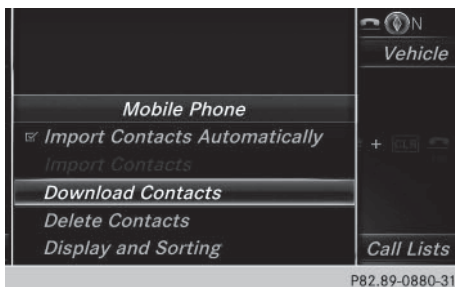 N
Vehicle
Mobile Phone
Import Contacts Automatically
+ CLR
Import Contacts
Download Contacts
Delete Contacts
Display and Sorting
Call Lists
P82.89-0880-31